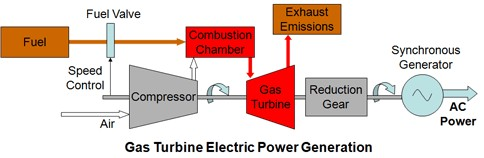 Fuel Valve
Fuel
Combustion
Chamber
Exhaust
Emissions
Speed
Control
Synchronous
Generator
Compressor
Gas
Turbine
Reduction
Gear
Air
AC
Power
Gas Turbine Electric Power Generation